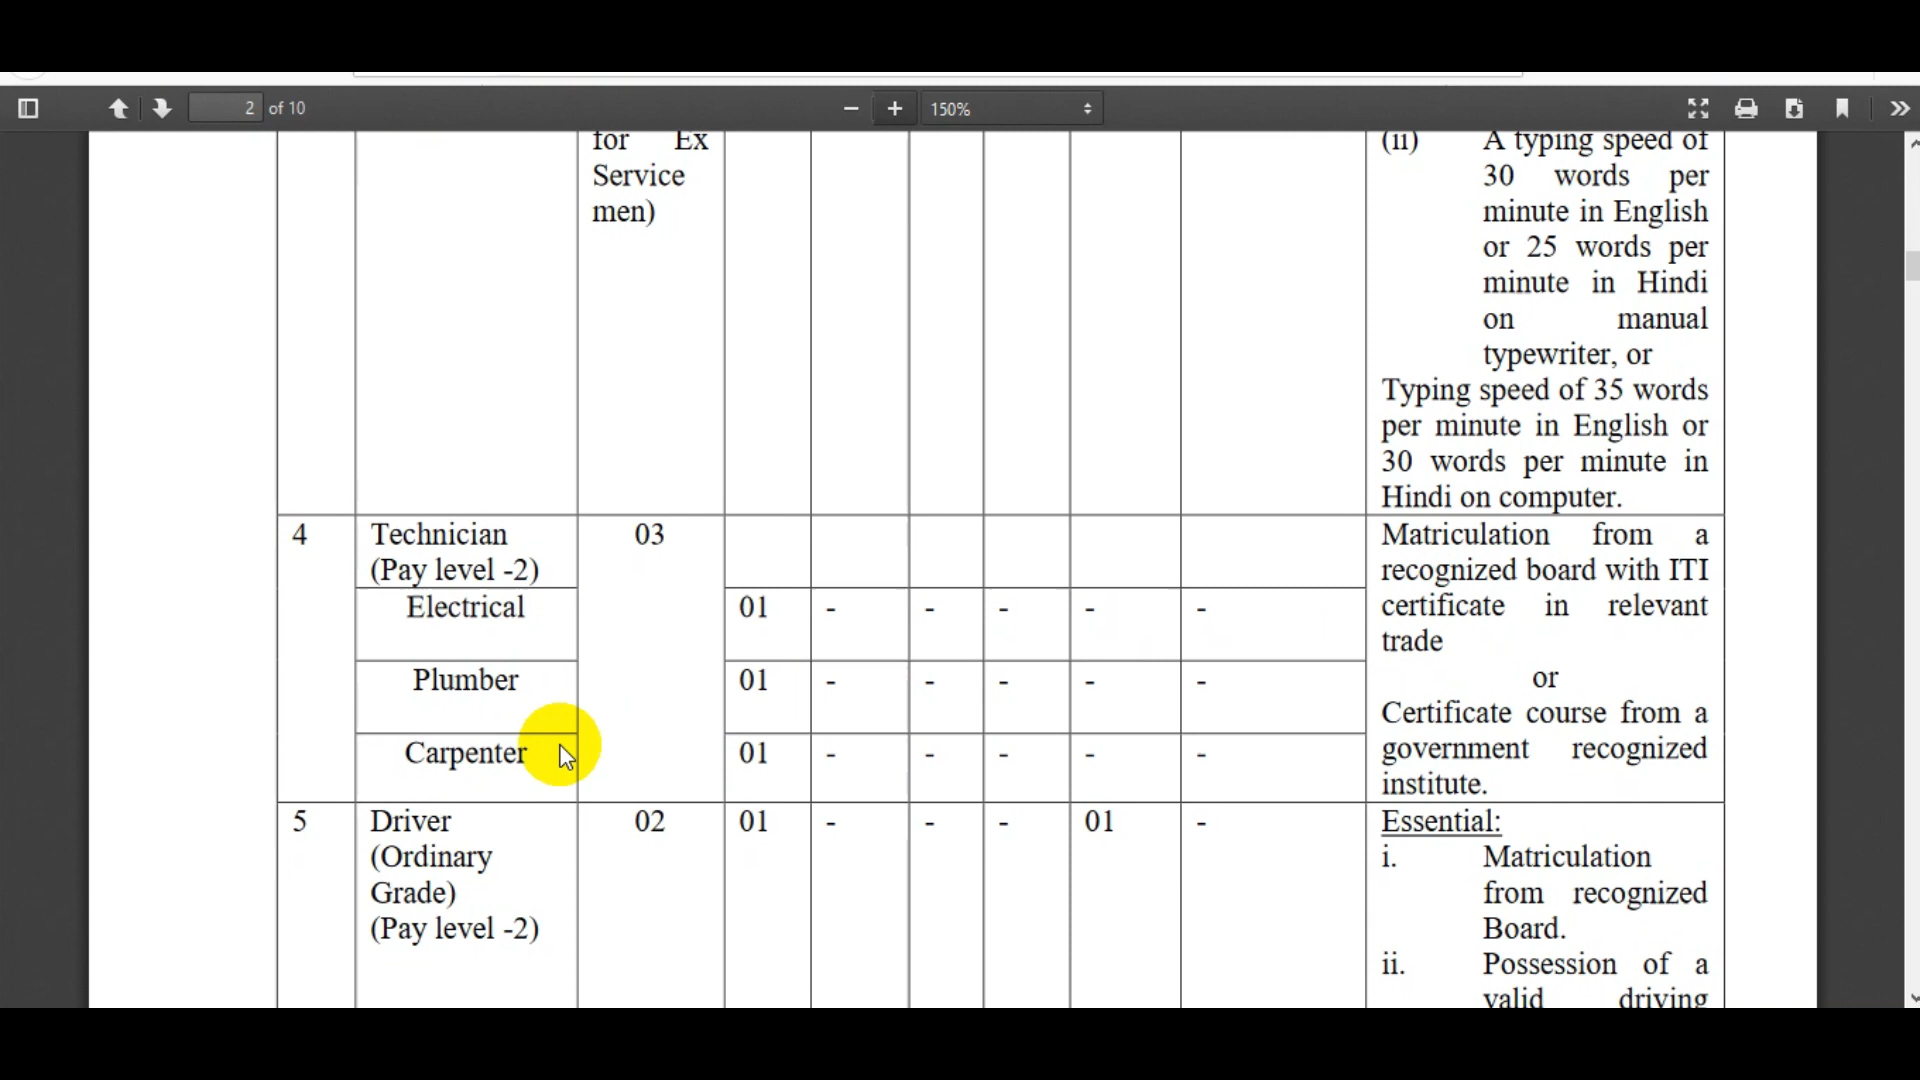 2 of 10
150%
for Ex
Service
men)
(ii) A typing speed of
30 words per
minute in English
or 25 words per
minute in Hindi
on manual
typewriter, or
Typing speed of 35 words
per minute in English or
30 words per minute in
Hindi on computer.
4 Technician 03
(Pay level -2)
Electrical 01 - - - - -
Plumber 01 - - - - -
Carpenter 01 - - - - -
Matriculation from a
recognized board with ITI
certificate in relevant
trade
or
Certificate course from a
government recognized
institute.
5 Driver 02 01 - - - 01 -
(Ordinary
Grade)
(Pay level -2)
Essential:
i. Matriculation
from recognized
Board.
ii. Possession of a
valid driving